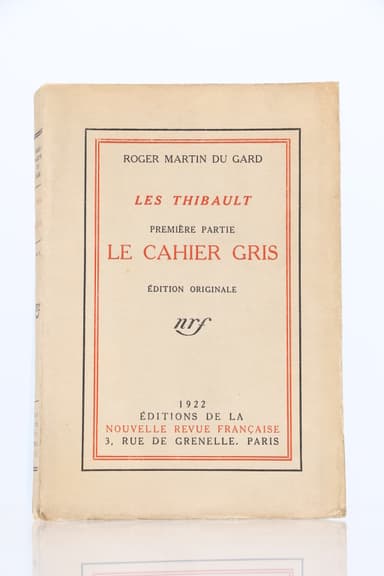 ROGER MARTIN DU GARD
LES THIBAULT
PREMIÈRE PARTIE
LE CAHIER GRIS
ÉDITION ORIGINALE
nrf
1922
ÉDITIONS DE LA
NOUVELLE REVUE FRANÇAISE
3, RUE DE GRENELLE. PARIS